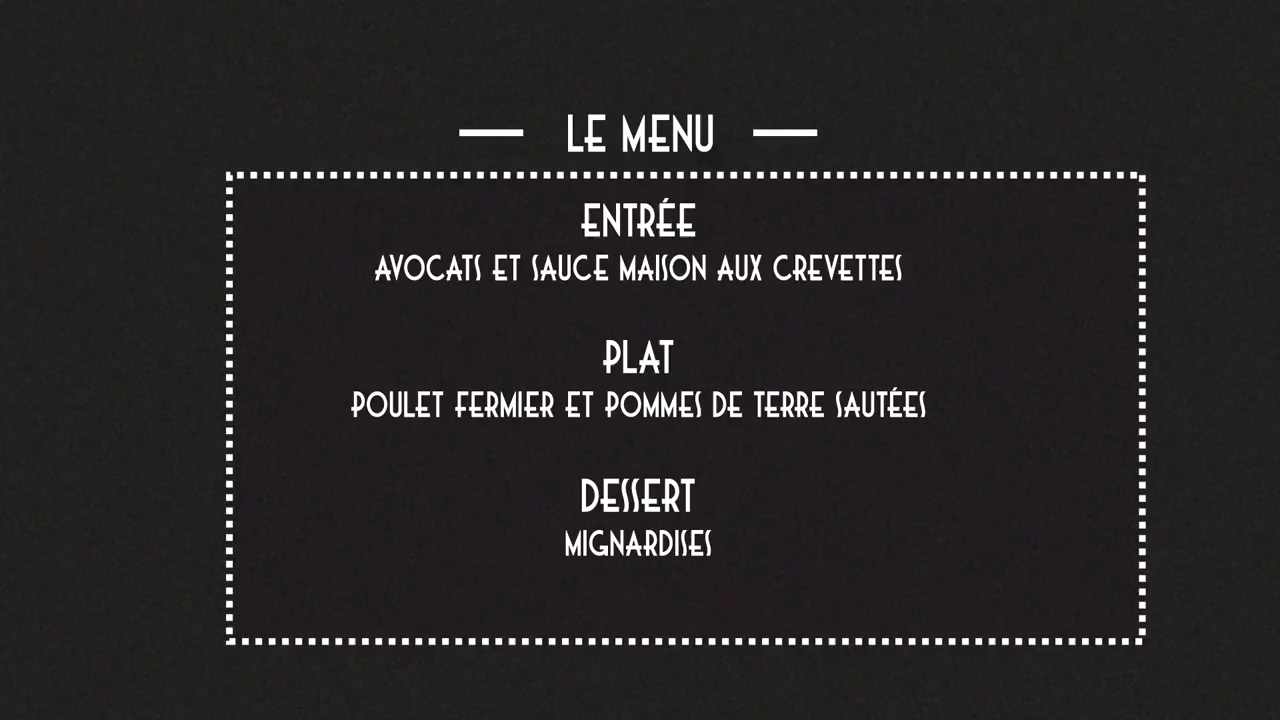 LE MENU
ENTRÉE
AVOCATS ET SAUCE MAISON AUX CREVETTES
PLAT
POULET FERMIER ET POMMES DE TERRE SAUTÉES
DESSERT
MIGNARDISES